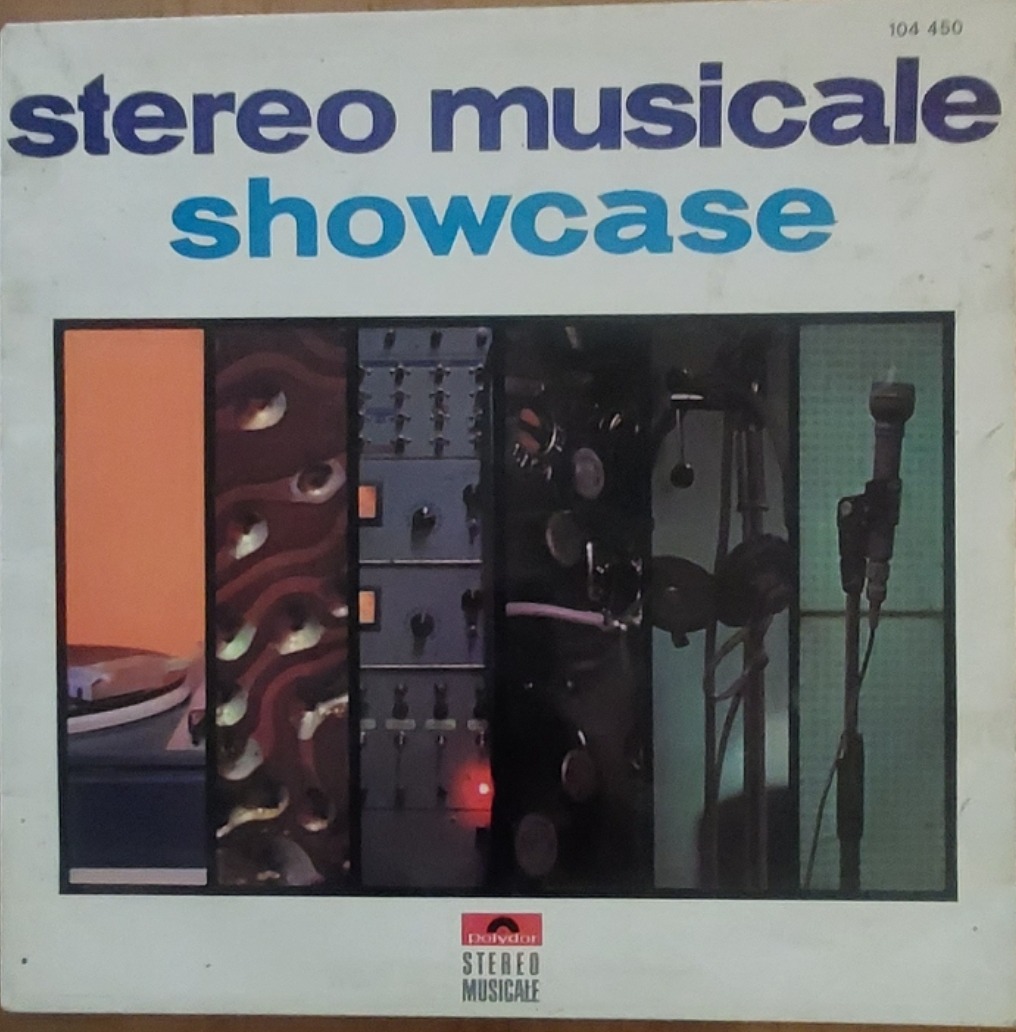 104 450
stereo musicale
showcase
Polydor
STEREO
MUSICALE